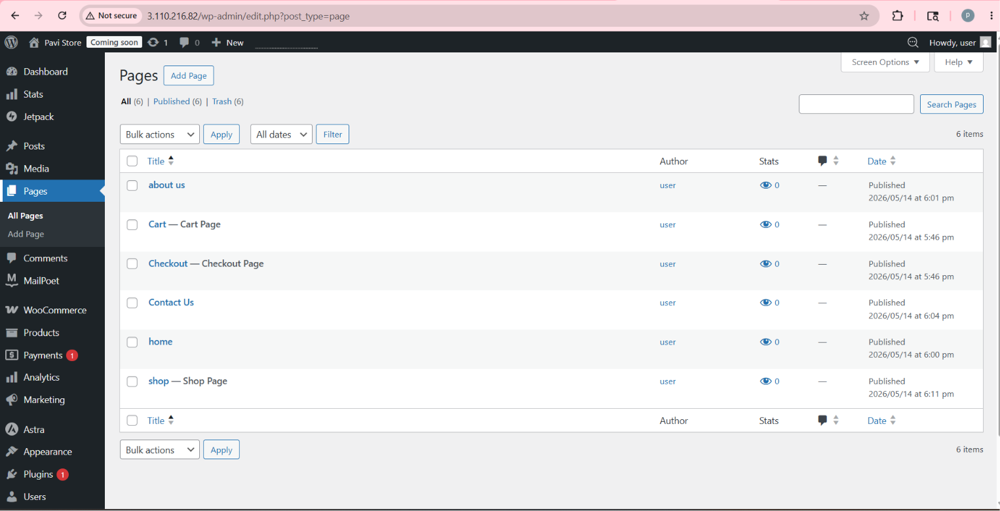 Not secure 3.110.216.82/wp-admin/edit.php?post_type=page P
Pavi Store Coming soon 1 0 New Howdy, user
Screen Options Help
Dashboard
Stats
Jetpack
Posts
Media
Pages
All Pages
Add Page
Comments
MailPoet
WooCommerce
Products
Payments 1
Analytics
Marketing
Astra
Appearance
Plugins 1
Users
Pages Add Page
All (6) | Published (6) | Trash (6)
Search Pages
Bulk actions Apply All dates Filter 6 items
Title Author Stats Date
about us user 0 — Published
2026/05/14 at 6:01 pm
Cart — Cart Page user 0 — Published
2026/05/14 at 5:46 pm
Checkout — Checkout Page user 0 — Published
2026/05/14 at 5:46 pm
Contact Us user 0 — Published
2026/05/14 at 6:04 pm
home user 0 — Published
2026/05/14 at 6:00 pm
shop — Shop Page user 0 — Published
2026/05/14 at 6:11 pm
Title Author Stats Date
Bulk actions Apply 6 items